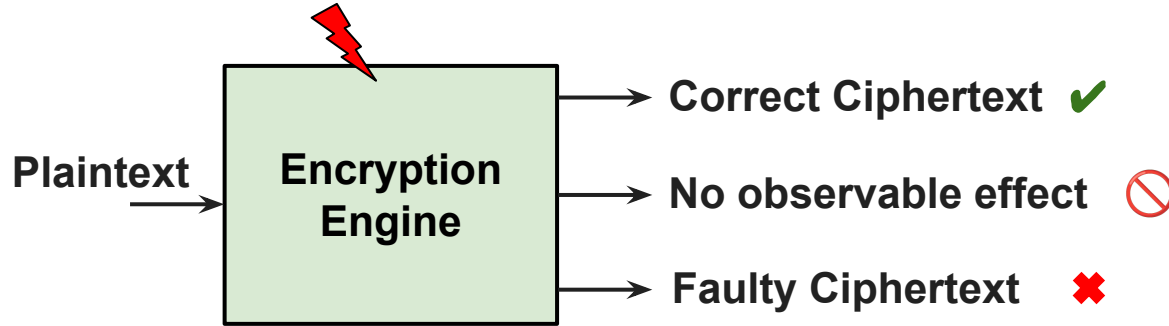 Plaintext
Encryption
Engine
Correct Ciphertext
No observable effect
Faulty Ciphertext